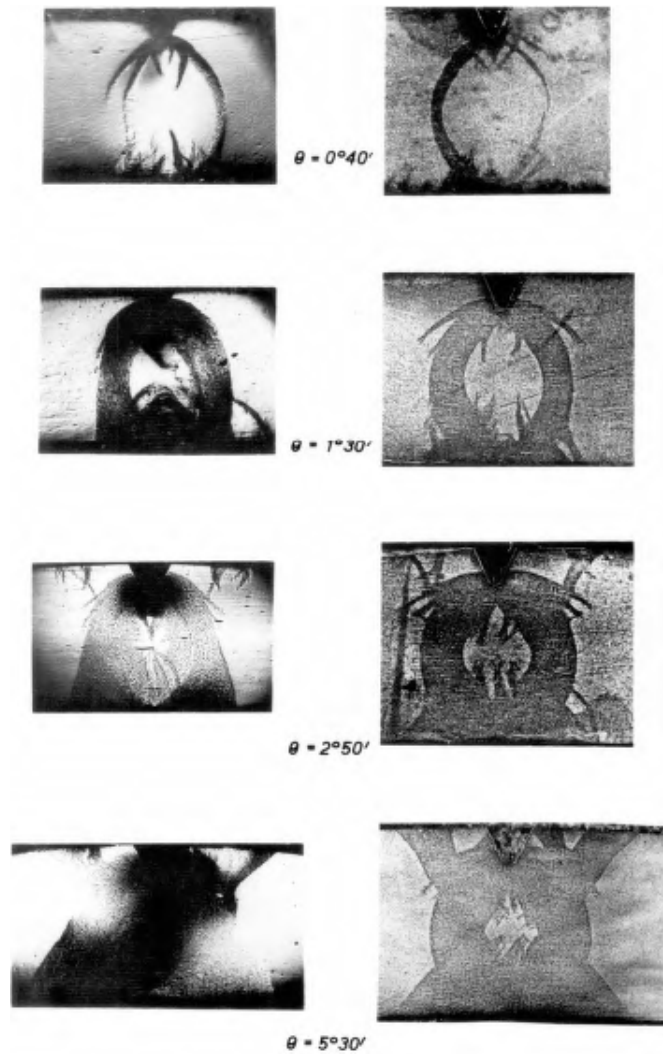 θ = 0°40'
θ = 1°30'
θ = 2°50'
θ = 5°30'